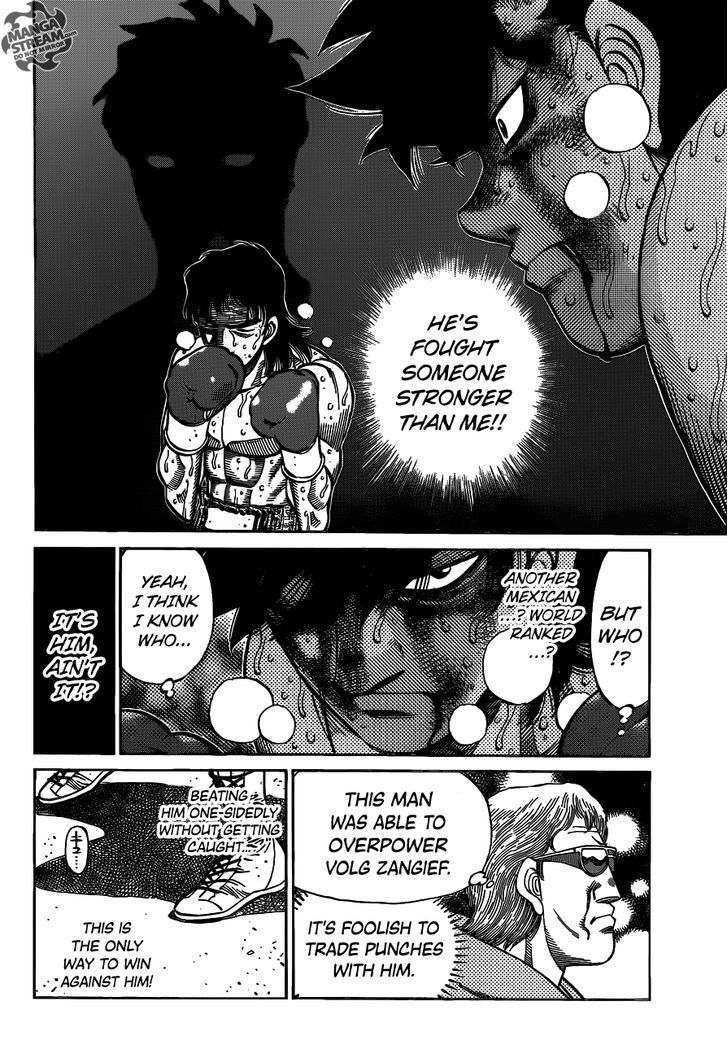 MANGA
STREAM.com
DO NOT MIRROR!
HE'S
FOUGHT
SOMEONE
STRONGER
THAN ME!!
BUT
WHO
!?
ANOTHER
MEXICAN
...? WORLD
RANKED
...?
YEAH,
I THINK
I KNOW
WHO...
IT'S
HIM,
AIN'T
IT!?
THIS MAN
WAS ABLE TO
OVERPOWER
VOLG ZANGIEF.
IT'S FOOLISH TO
TRADE PUNCHES
WITH HIM.
BEATING
HIM ONE-SIDEDLY
WITHOUT GETTING
CAUGHT...
THIS IS
THE ONLY
WAY TO WIN
AGAINST HIM!